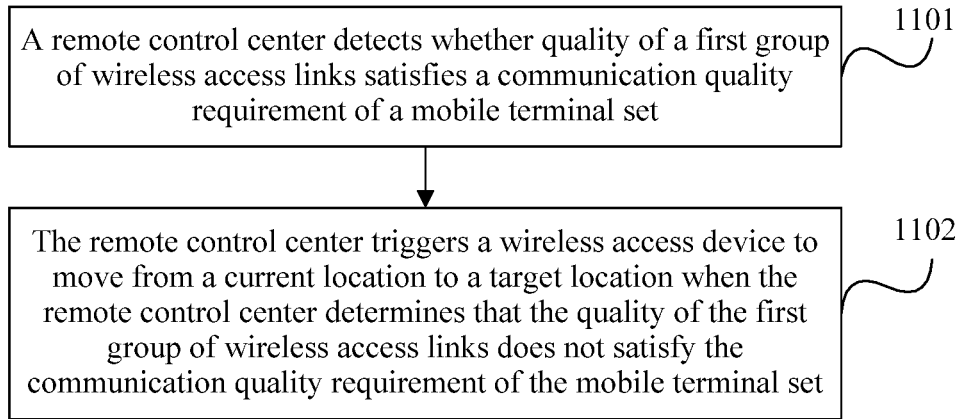 A remote control center detects whether quality of a first group
of wireless access links satisfies a communication quality
requirement of a mobile terminal set
1101
The remote control center triggers a wireless access device to
move from a current location to a target location when the
remote control center determines that the quality of the first
group of wireless access links does not satisfy the
communication quality requirement of the mobile terminal set
1102